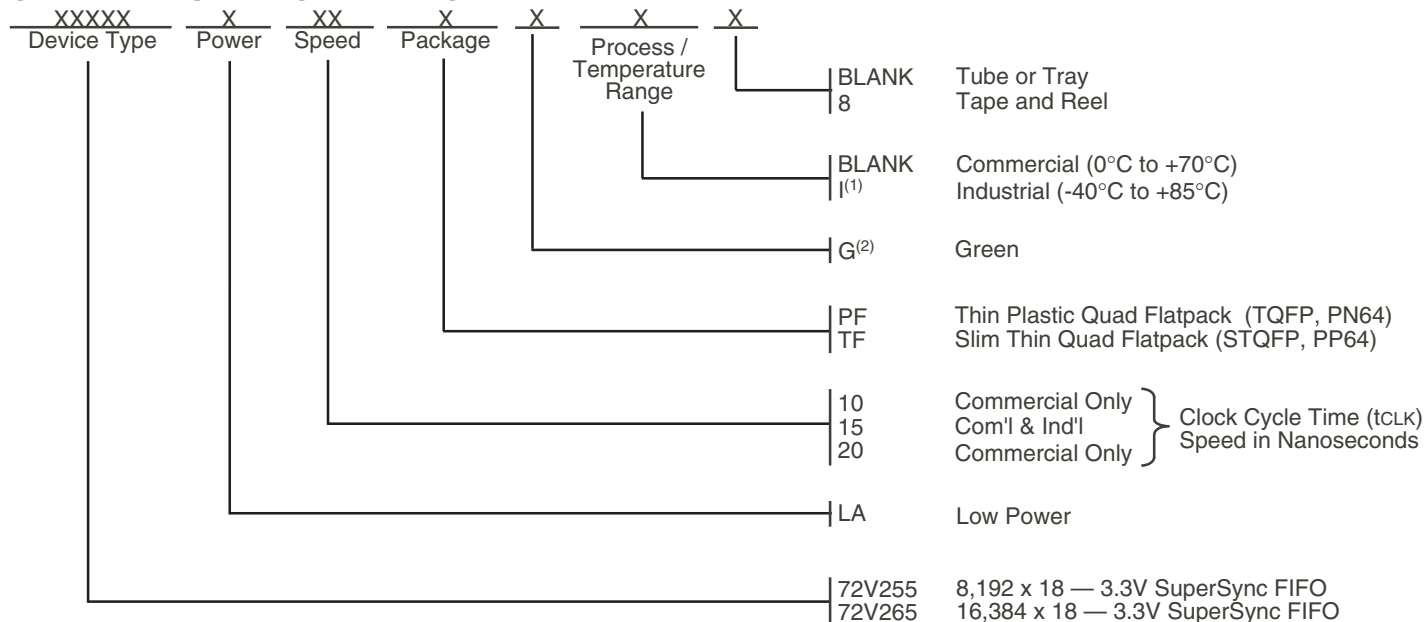 XXXXX X XX X X X X
Device Type Power Speed Package Process /
Temperature
Range
BLANK Tube or Tray
8 Tape and Reel
BLANK Commercial (0°C to +70°C)
I(1) Industrial (-40°C to +85°C)
G(2) Green
PF Thin Plastic Quad Flatpack (TQFP, PN64)
TF Slim Thin Quad Flatpack (STQFP, PP64)
10 Commercial Only
15 Com'l & Ind'l
20 Commercial Only
Clock Cycle Time (tCLK)
Speed in Nanoseconds
LA Low Power
72V255 8,192 x 18 — 3.3V SuperSync FIFO
72V265 16,384 x 18 — 3.3V SuperSync FIFO